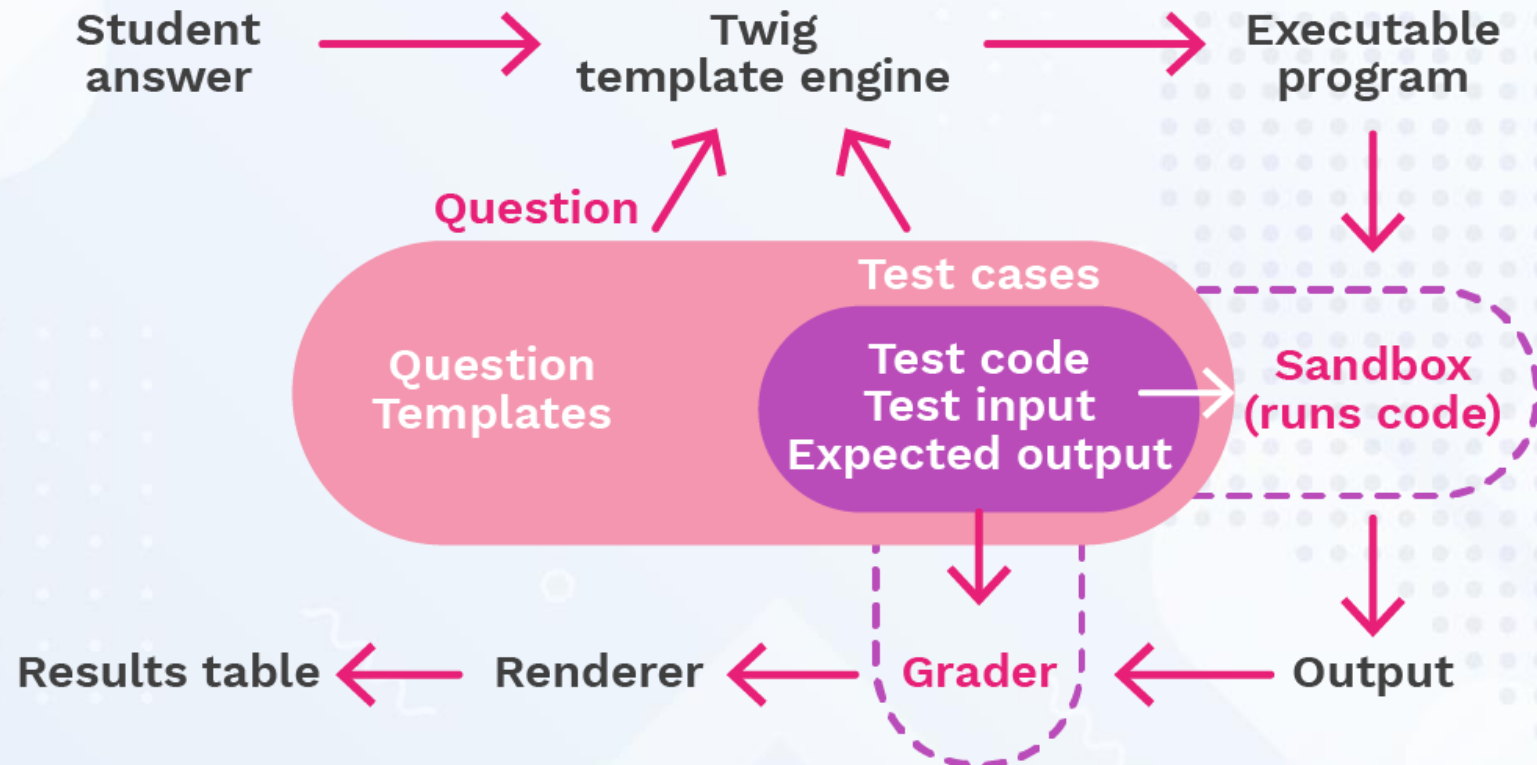 Student
answer
Twig
template engine
Executable
program
Question
Test cases
Question
Templates
Test code
Test input
Expected output
Sandbox
(runs code)
Results table
Renderer
Grader
Output